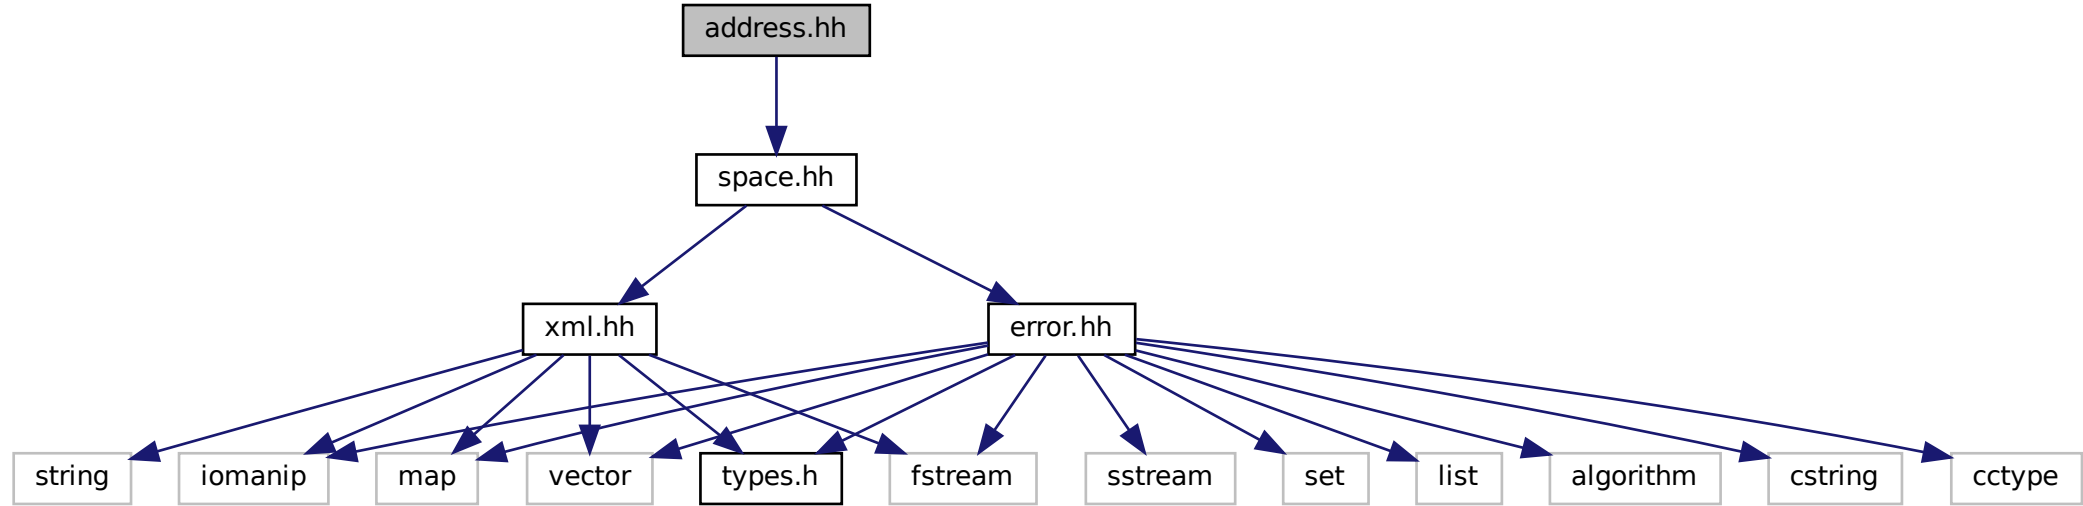 address.hh
space.hh
xml.hh
error.hh
string
iomanip
map
vector
types.h
fstream
sstream
set
list
algorithm
cstring
cctype